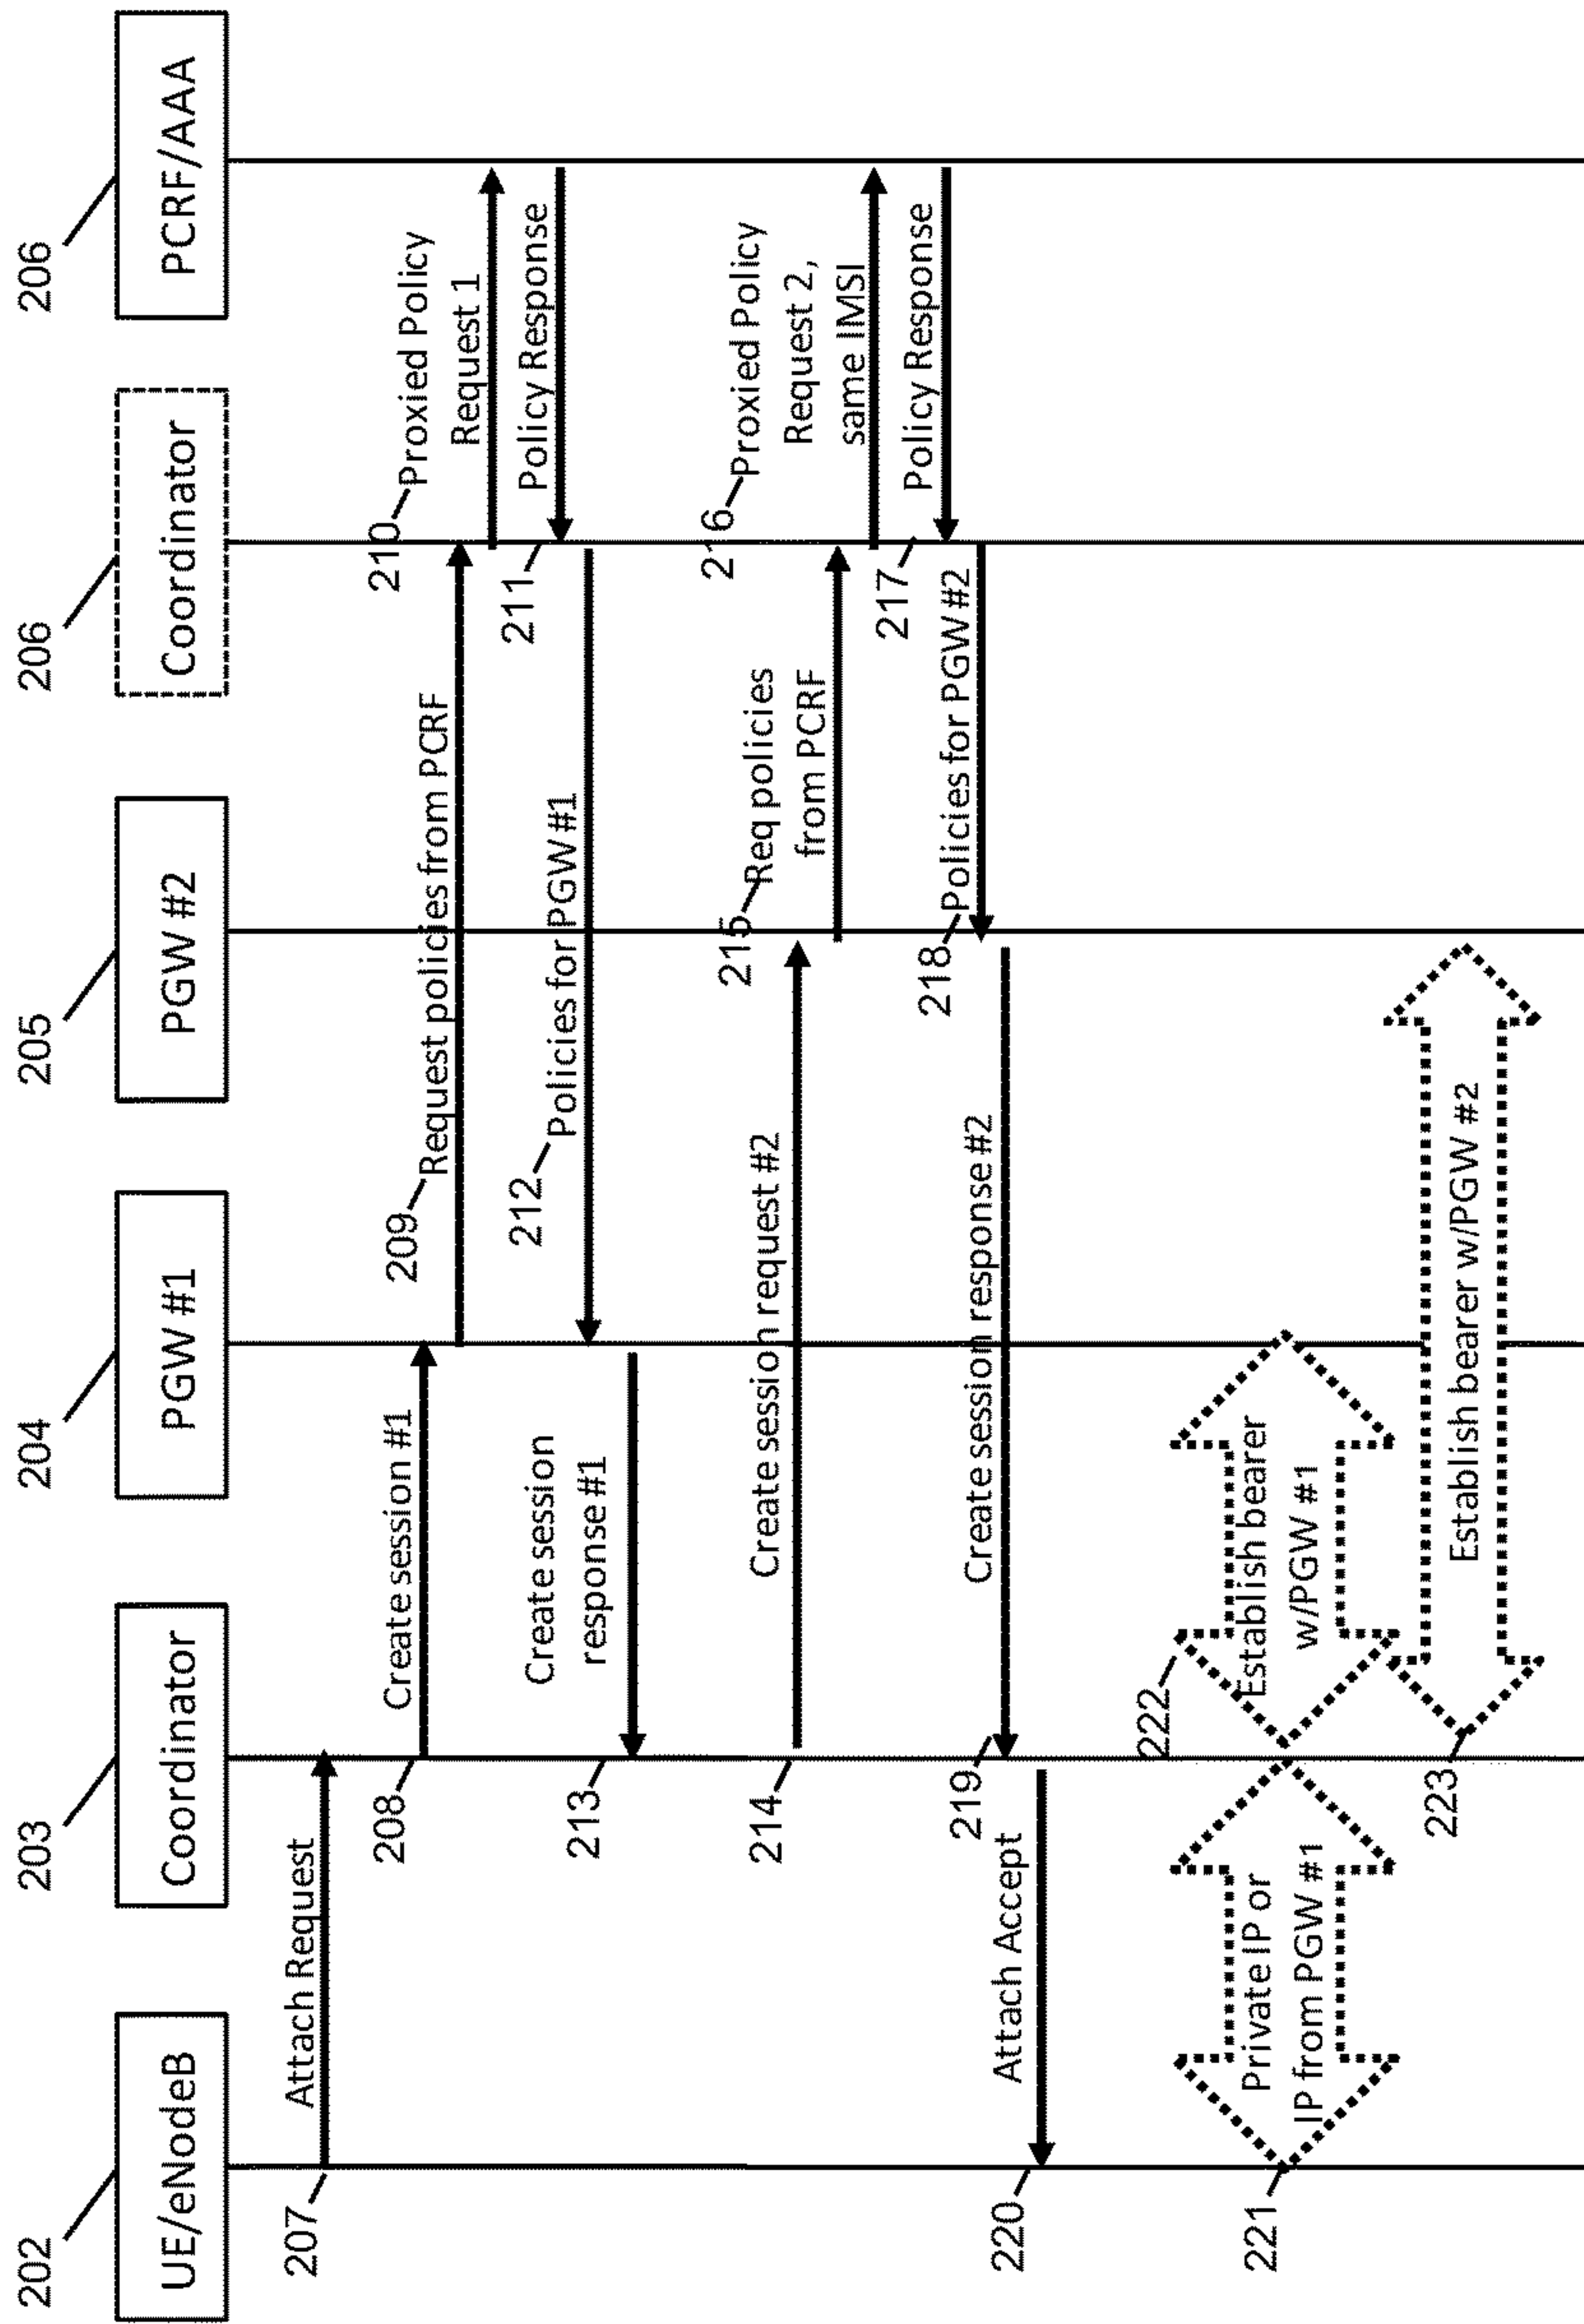 202
203
204
205
206
206
UE/eNodeB
Coordinator
PGW #1
PGW #2
Coordinator
PCRF/AAA
207
Attach Request
208
Create session #1
209
Request policies from PCRF
210
Proxied Policy
Request 1
211
Policy Response
212
Policies for PGW #1
213
Create session
response #1
214
Create session request #2
215
Req policies
from PCRF
216
Proxied Policy
Request 2,
same IMSI
217
Policy Response
218
Policies for PGW #2
219
Create session response #2
220
Attach Accept
221
Private IP or
IP from PGW #1
222
Establish bearer
w/PGW #1
223
Establish bearer w/PGW #2